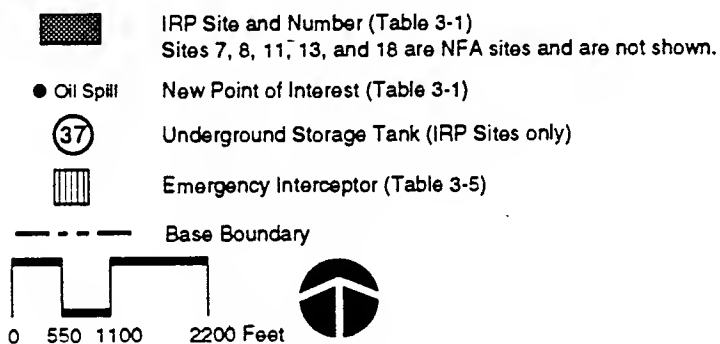 IRP Site and Number (Table 3-1)
Sites 7, 8, 11, 13, and 18 are NFA sites and are not shown.
Oil Spill New Point of Interest (Table 3-1)
37 Underground Storage Tank (IRP Sites only)
Emergency Interceptor (Table 3-5)
Base Boundary
0 550 1100 2200 Feet